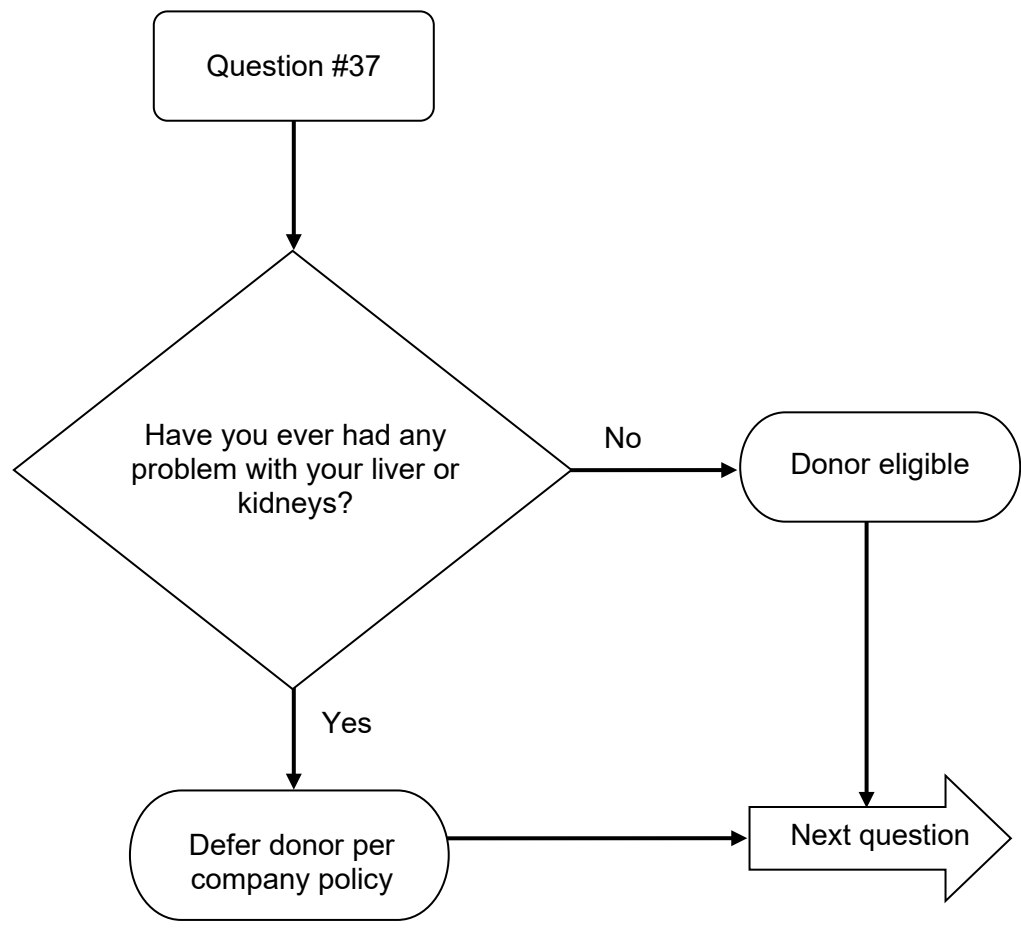 Question #37
Have you ever had any
problem with your liver or
kidneys?
No
Donor eligible
Yes
Defer donor per
company policy
Next question